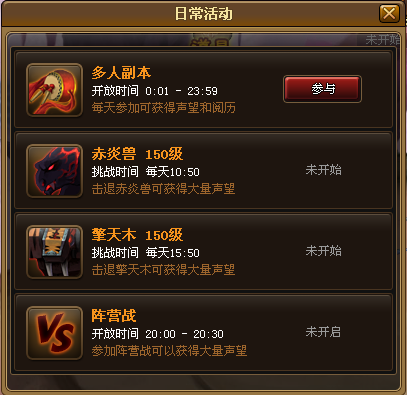 日常活动
未开始
多人副本
开放时间 0:01 - 23:59
每天参加可获得声望和阅历
参与
赤炎兽 150级
挑战时间 每天10:50
击退赤炎兽可获得大量声望
未开始
擎天木 150级
挑战时间 每天15:50
击退擎天木可获得大量声望
未开始
VS
阵营战
开放时间 20:00 - 20:30
参加阵营战可以获得大量声望
未开启